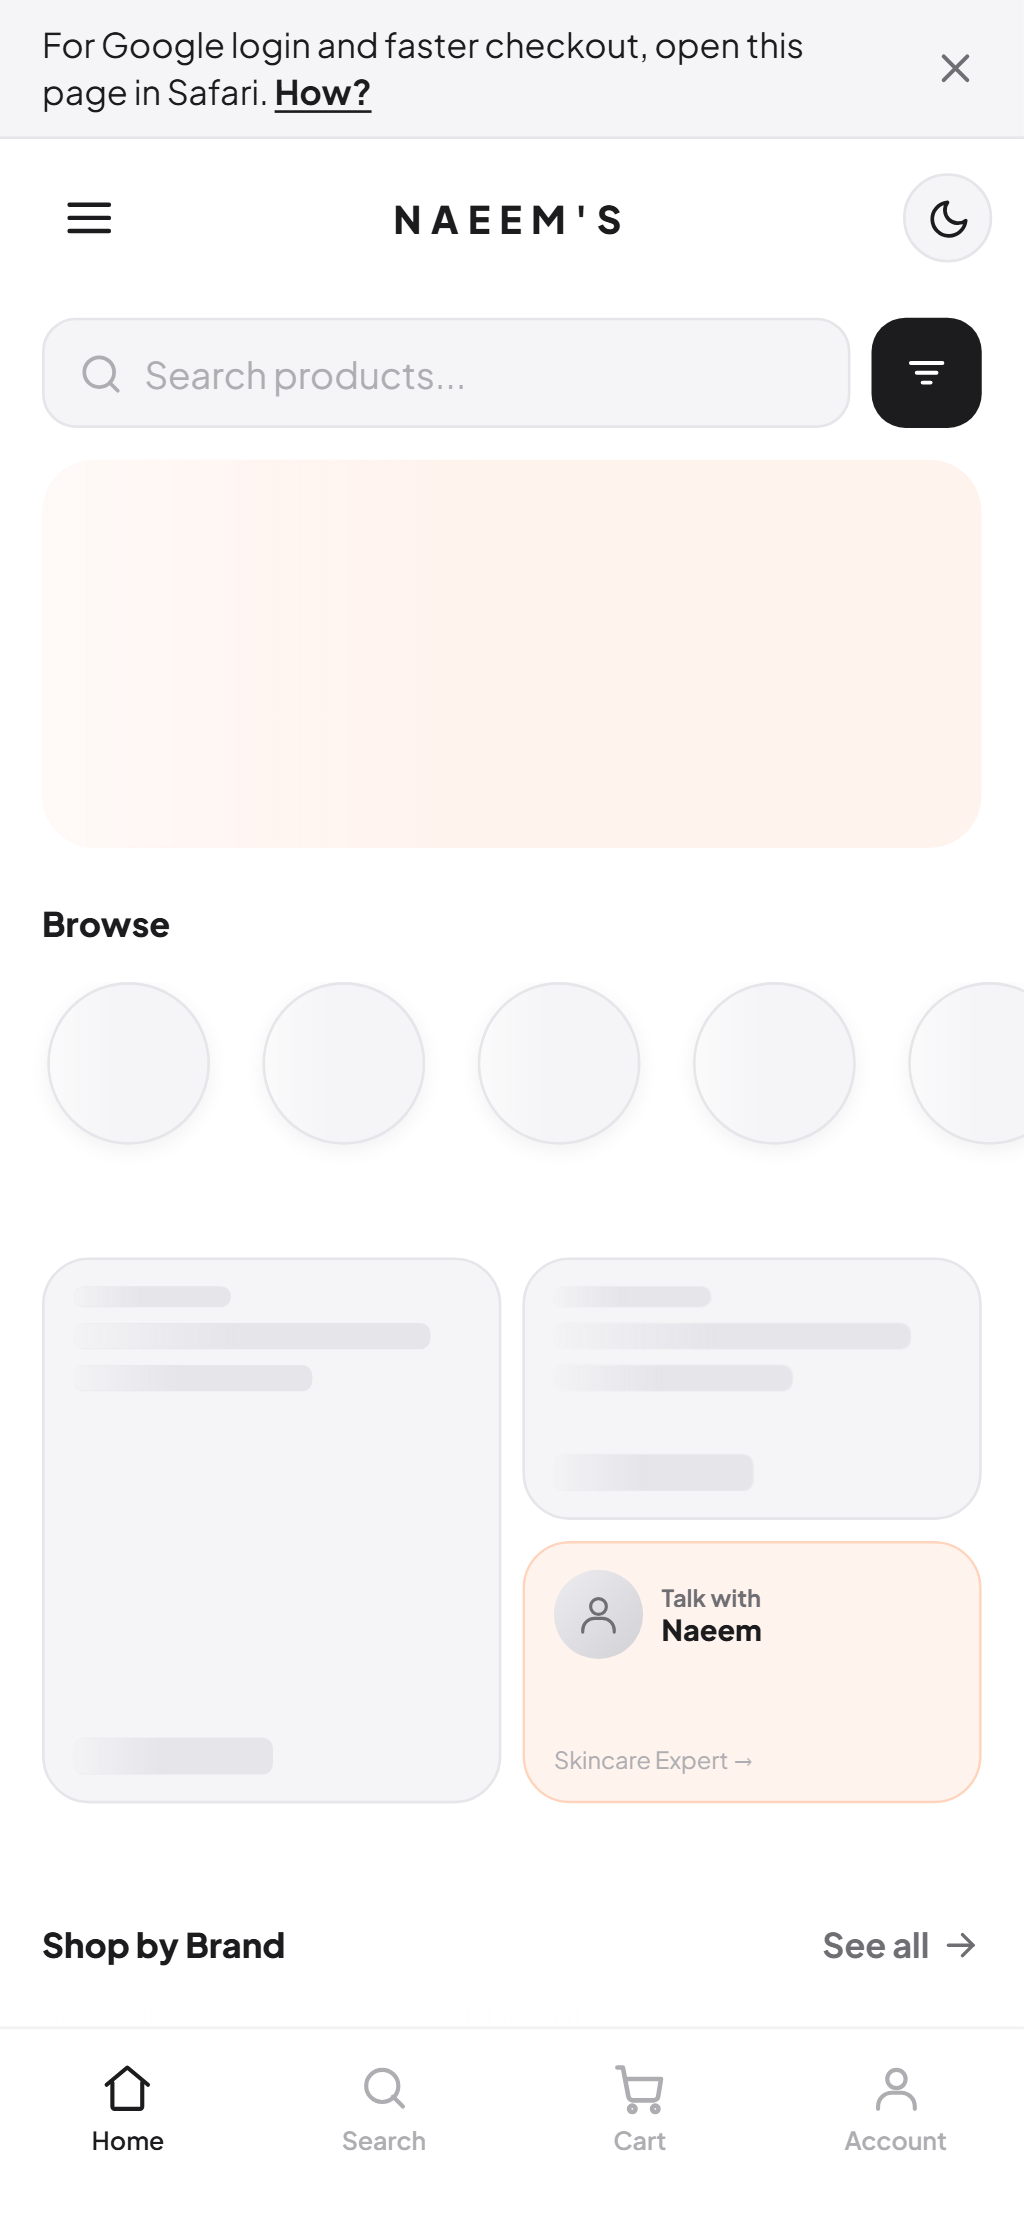 For Google login and faster checkout, open this
page in Safari. How?
NAEEM'S
Search products...
Browse
Talk with
Naeem
Skincare Expert →
Shop by Brand
See all →
Home
Search
Cart
Account